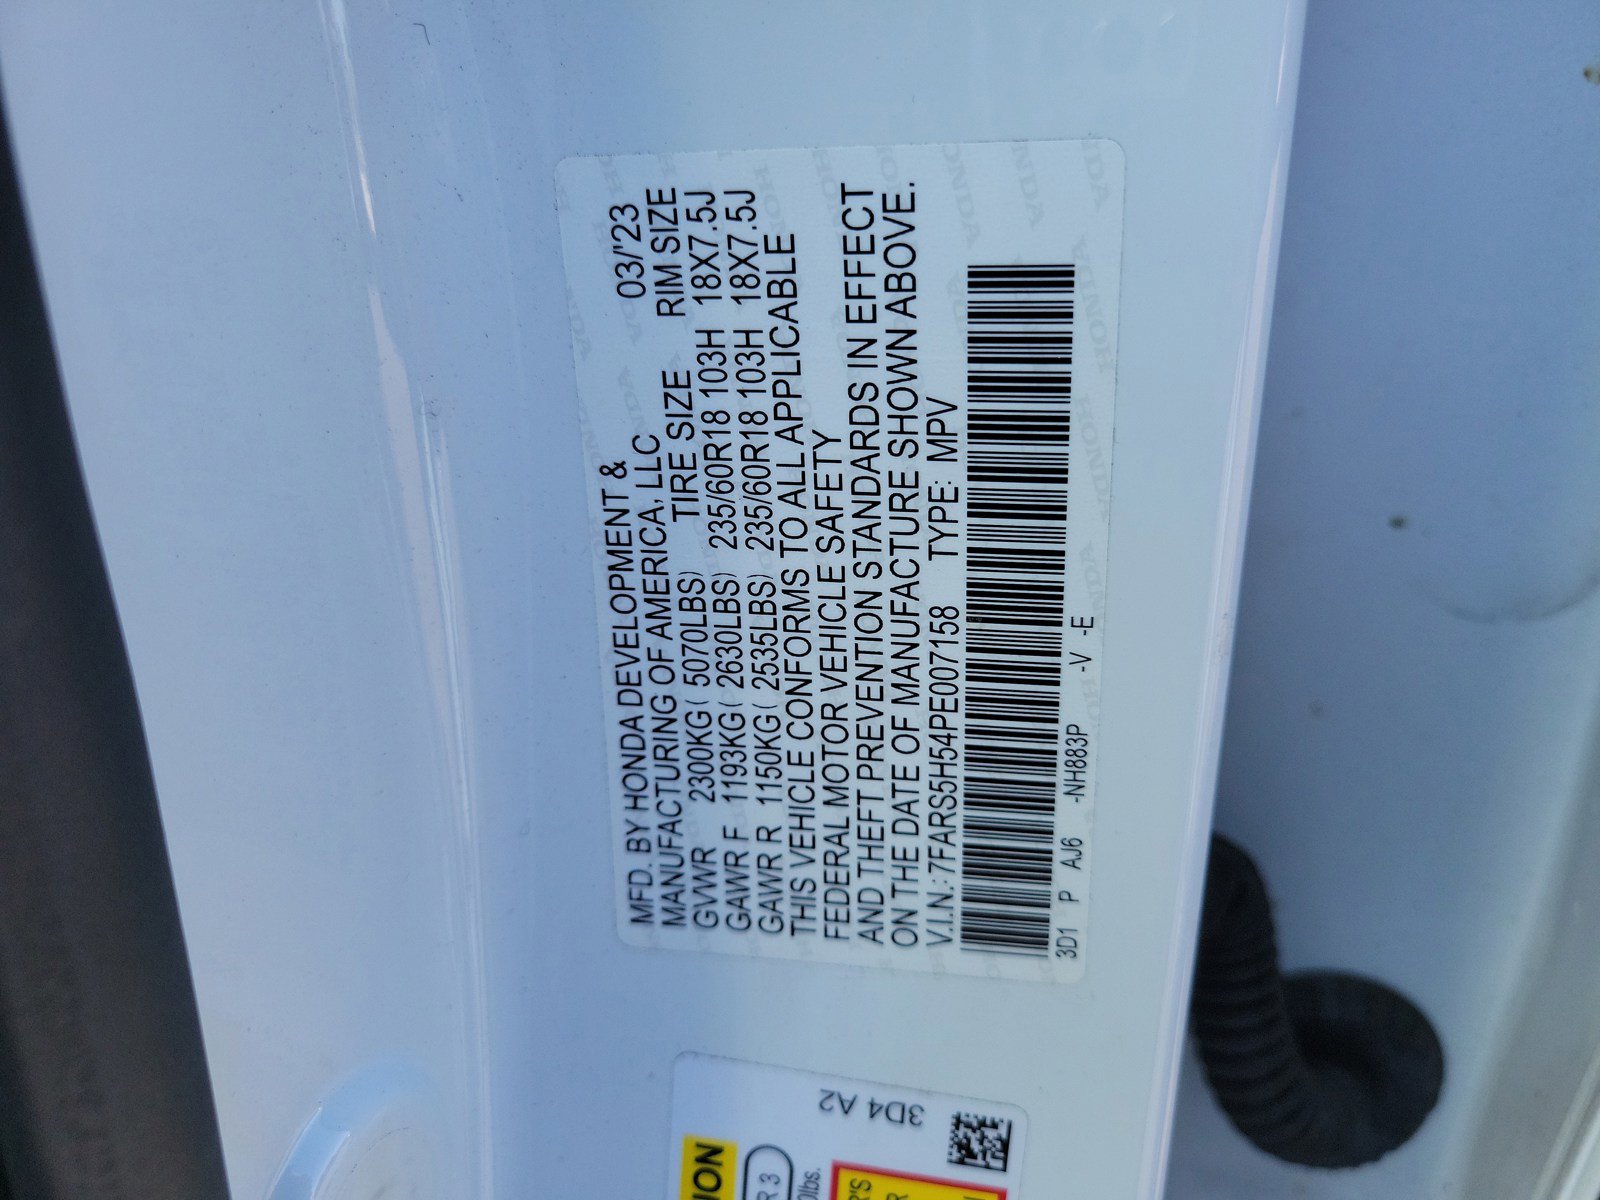 MFD. BY HONDA DEVELOPMENT & 03/'23
MANUFACTURING OF AMERICA, LLC
TIRE SIZE RIM SIZE
GVWR 2300KG( 5070LBS) 235/60R18 103H 18X7.5J
GAWR F 1193KG( 2630LBS) 235/60R18 103H 18X7.5J
GAWR R 1150KG( 2535LBS)
THIS VEHICLE CONFORMS TO ALL APPLICABLE
FEDERAL MOTOR VEHICLE SAFETY
AND THEFT PREVENTION STANDARDS IN EFFECT
ON THE DATE OF MANUFACTURE SHOWN ABOVE.
V.I.N.:7FARS5H54PE007158 TYPE: MPV
3D1 P AJ6 -NH883P -V -E
3D4 A2
ION
R 3
0lbs.
R'S
R